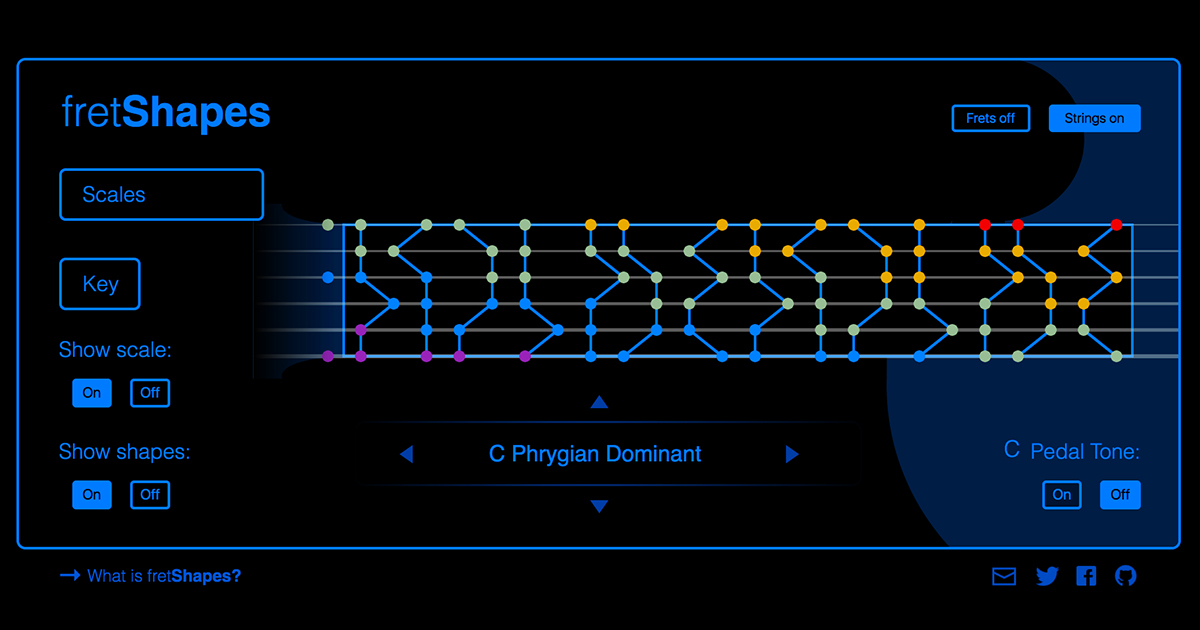 fretShapes
Frets off
Strings on
Scales
Key
Show scale:
On
Off
Show shapes:
On
Off
C Phrygian Dominant
C Pedal Tone:
On
Off
What is fretShapes?